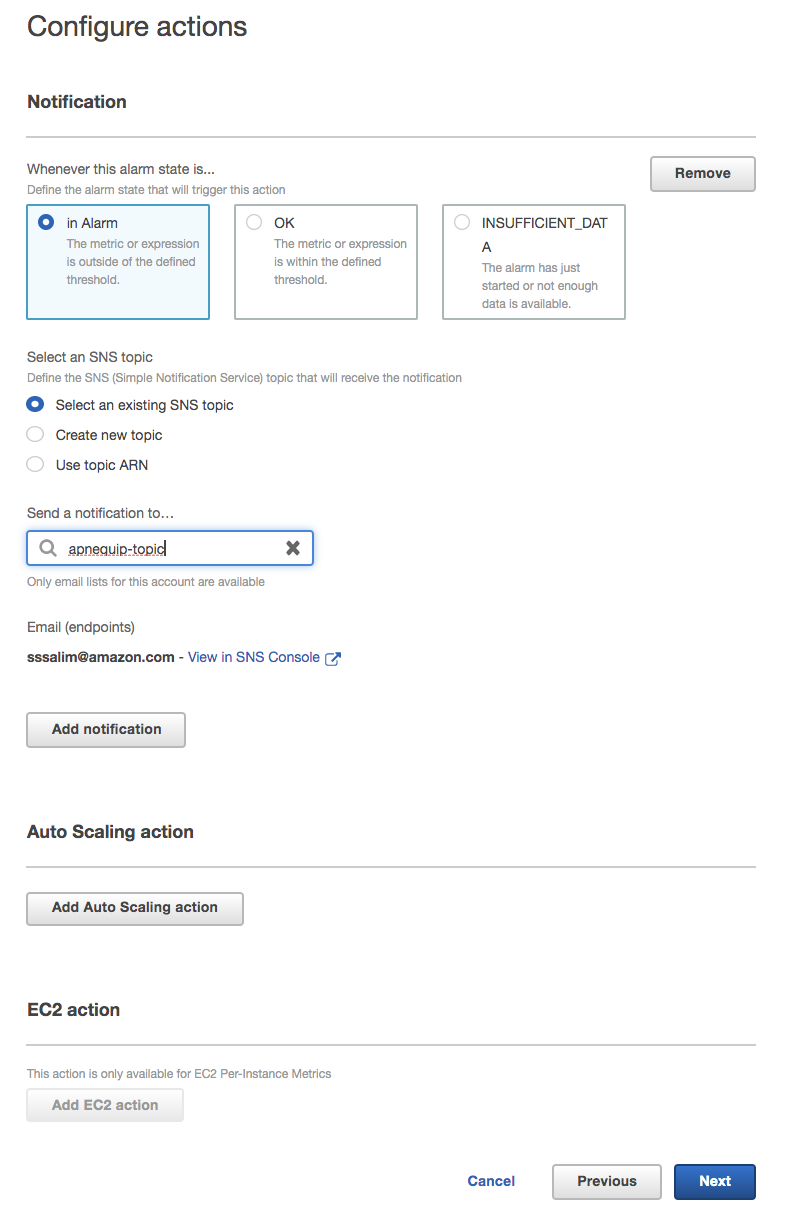 Configure actions
Notification
Whenever this alarm state is...
Define the alarm state that will trigger this action
Remove
in Alarm
The metric or expression
is outside of the defined
threshold.
OK
The metric or expression
is within the defined
threshold.
INSUFFICIENT_DAT
A
The alarm has just
started or not enough
data is available.
Select an SNS topic
Define the SNS (Simple Notification Service) topic that will receive the notification
Select an existing SNS topic
Create new topic
Use topic ARN
Send a notification to…
apnequip-topic
Only email lists for this account are available
Email (endpoints)
sssalim@amazon.com - View in SNS Console
Add notification
Auto Scaling action
Add Auto Scaling action
EC2 action
This action is only available for EC2 Per-Instance Metrics
Add EC2 action
Cancel
Previous
Next